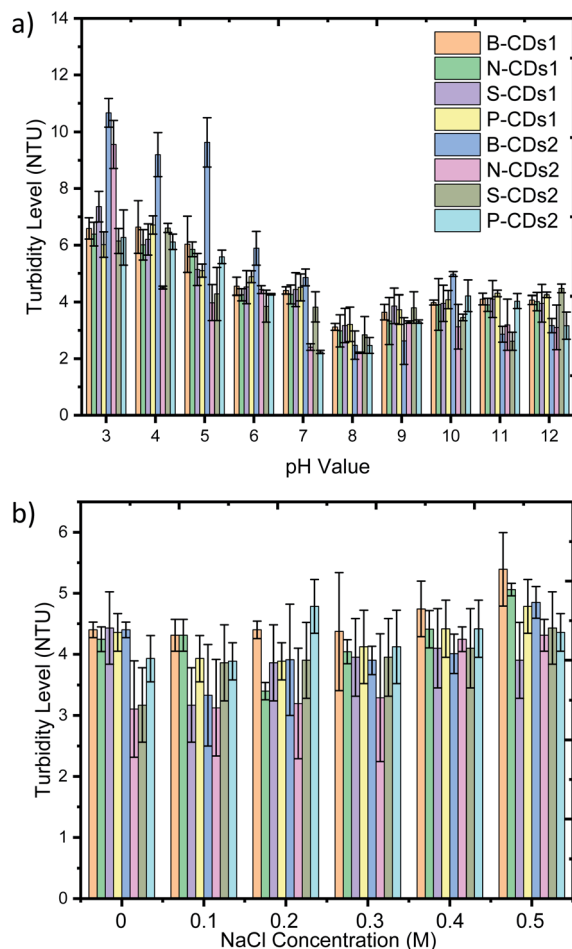 a)
14
12
10
8
6
4
2
0
Turbidity Level (NTU)
B-CDs1
N-CDs1
S-CDs1
P-CDs1
B-CDs2
N-CDs2
S-CDs2
P-CDs2
3 4 5 6 7 8 9 10 11 12
pH Value
b)
6
5
4
3
2
1
0
Turbidity Level (NTU)
0 0.1 0.2 0.3 0.4 0.5
NaCl Concentration (M)